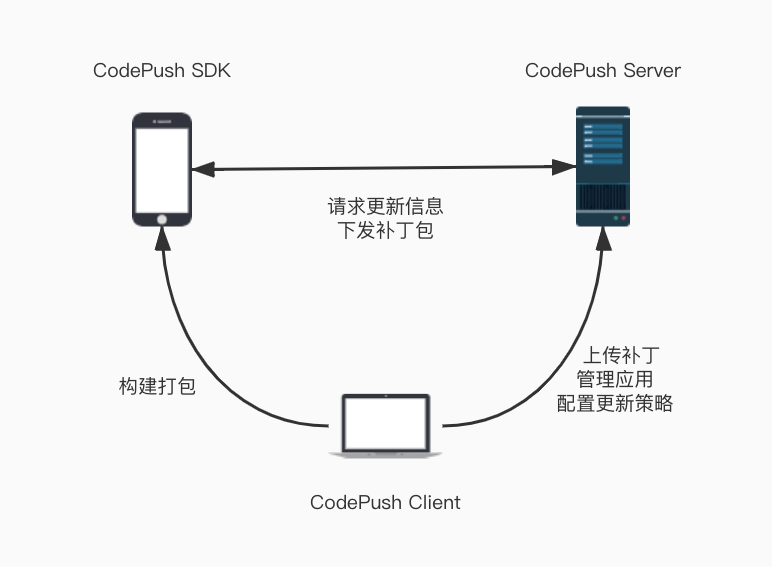 CodePush SDK
CodePush Server
请求更新信息
下发补丁包
上传补丁
管理应用
配置更新策略
构建打包
CodePush Client